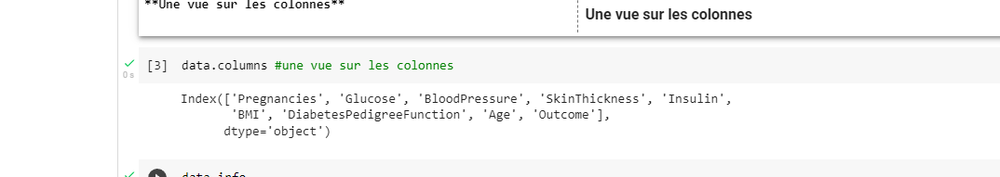 **Une vue sur les colonnes**
Une vue sur les colonnes
[3] data.columns #une vue sur les colonnes
0 s
Index(['Pregnancies', 'Glucose', 'BloodPressure', 'SkinThickness', 'Insulin',
'BMI', 'DiabetesPedigreeFunction', 'Age', 'Outcome'],
dtype='object')
data.info